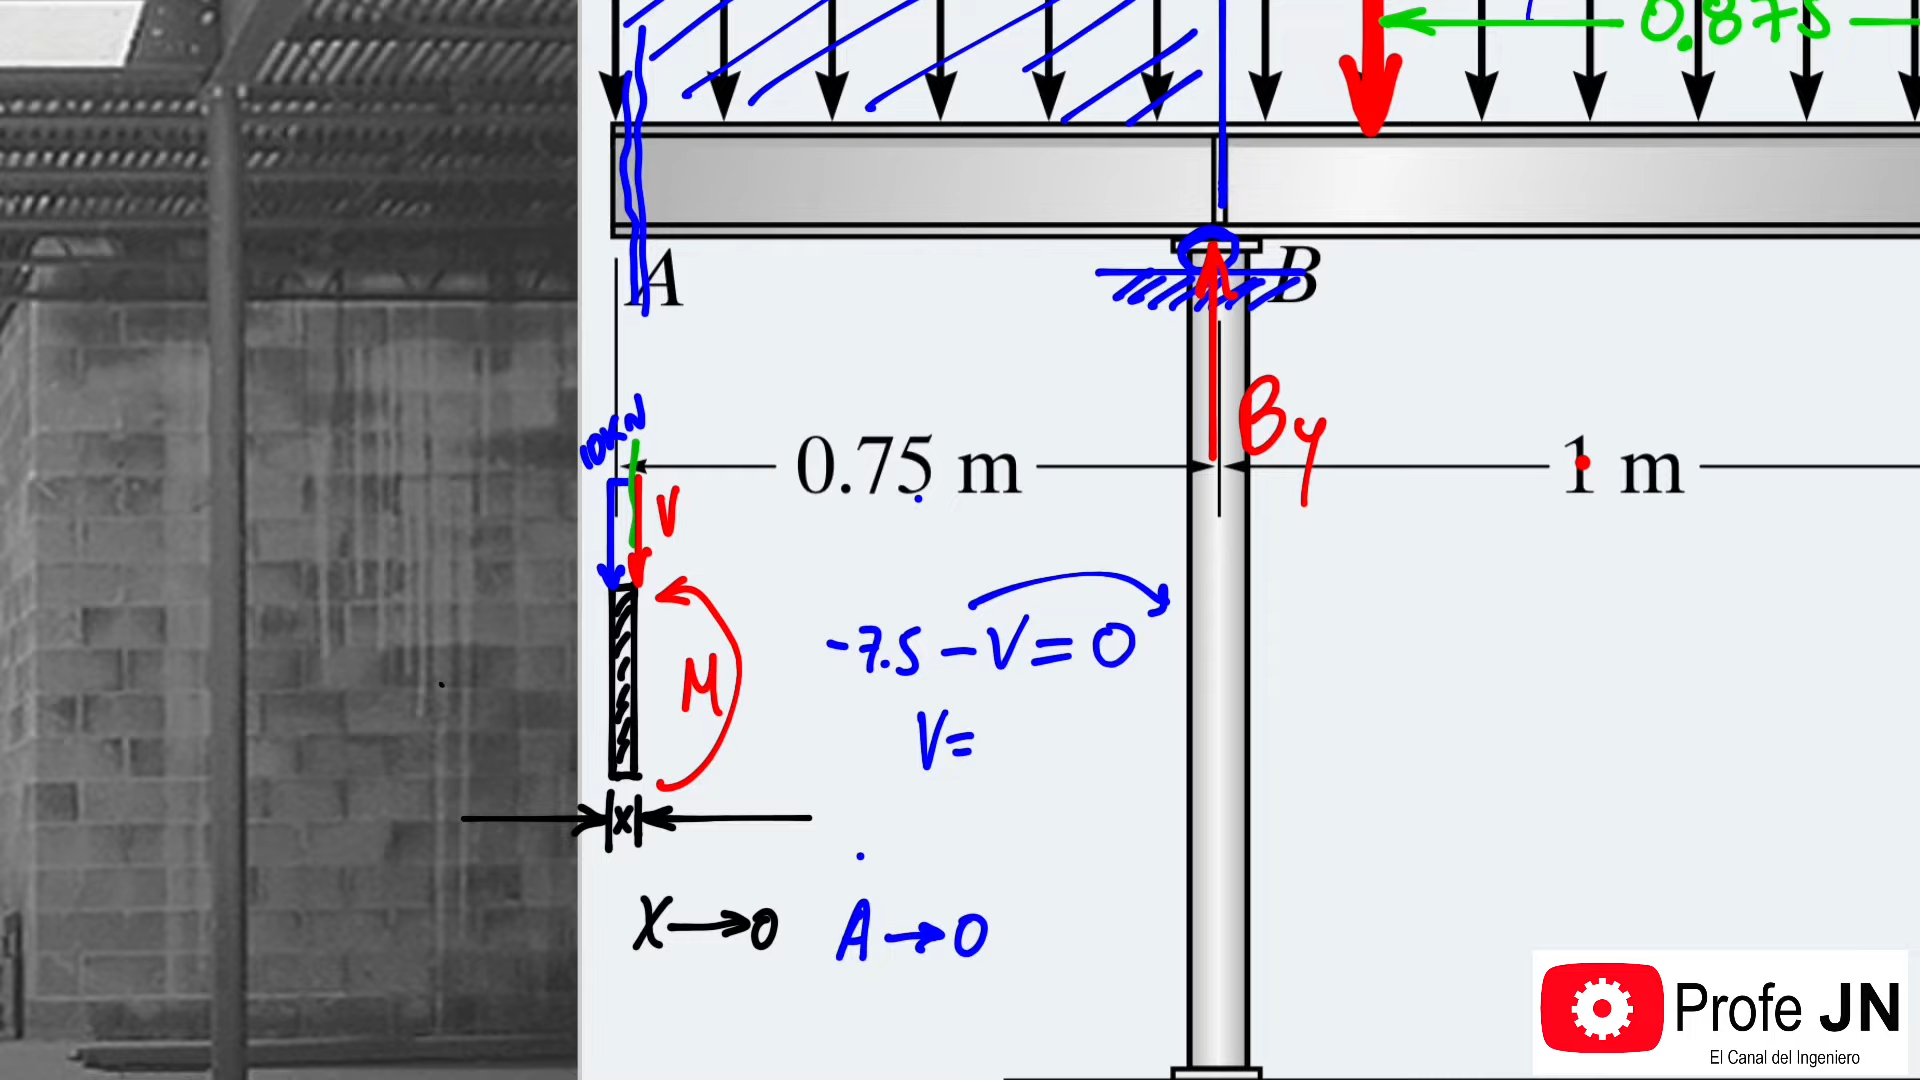 0.875
A
B
10kN
0.75 m
1 m
By
V
M
-7.5 - V = 0
V =
x
X → 0
A → 0
Profe JN
El Canal del Ingeniero